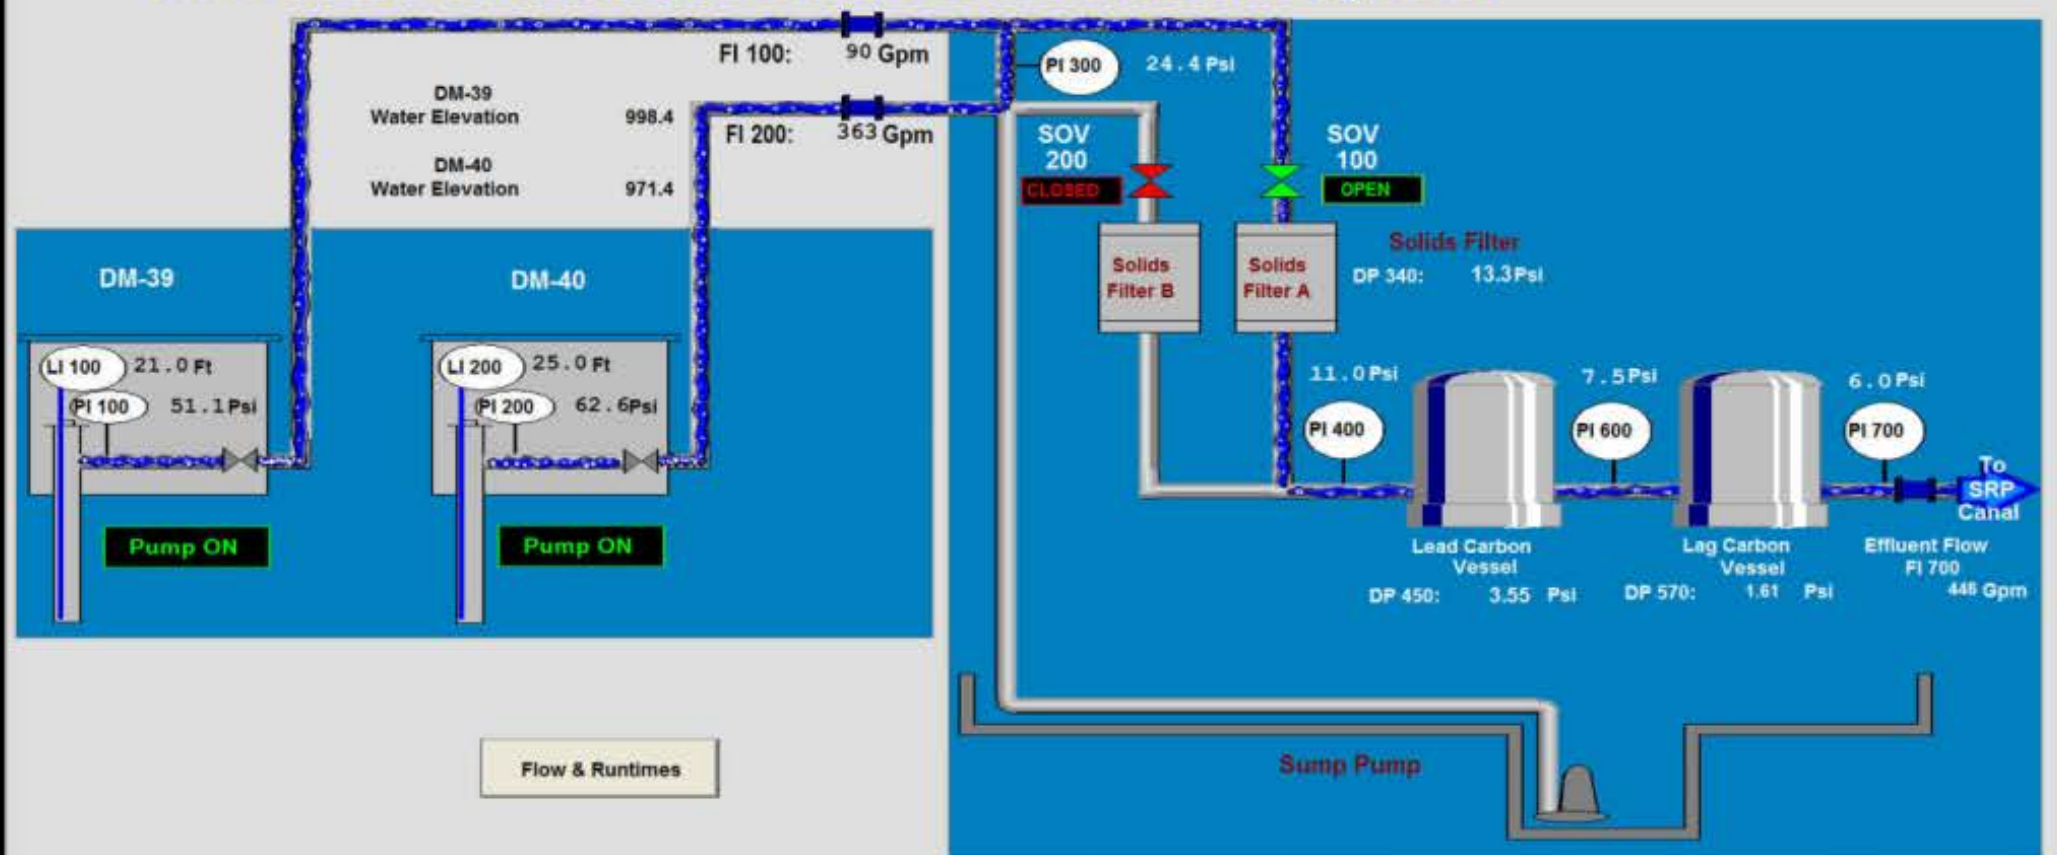 FI 100: 90 Gpm
PI 300 24.4 Psi
DM-39
Water Elevation 998.4
FI 200: 363 Gpm
DM-40
Water Elevation 971.4
SOV
200
CLOSED
SOV
100
OPEN
DM-39
DM-40
Solids
Filter B
Solids
Filter A
Solids Filter
DP 340: 13.3 Psi
LI 100 21.0 Ft
PI 100 51.1 Psi
LI 200 25.0 Ft
PI 200 62.6 Psi
Pump ON
Pump ON
11.0 Psi
PI 400
7.5 Psi
PI 600
6.0 Psi
PI 700
To
SRP
Canal
Lead Carbon
Vessel
DP 450: 3.55 Psi
Lag Carbon
Vessel
DP 570: 1.61 Psi
Effluent Flow
FI 700
446 Gpm
Flow & Runtimes
Sump Pump